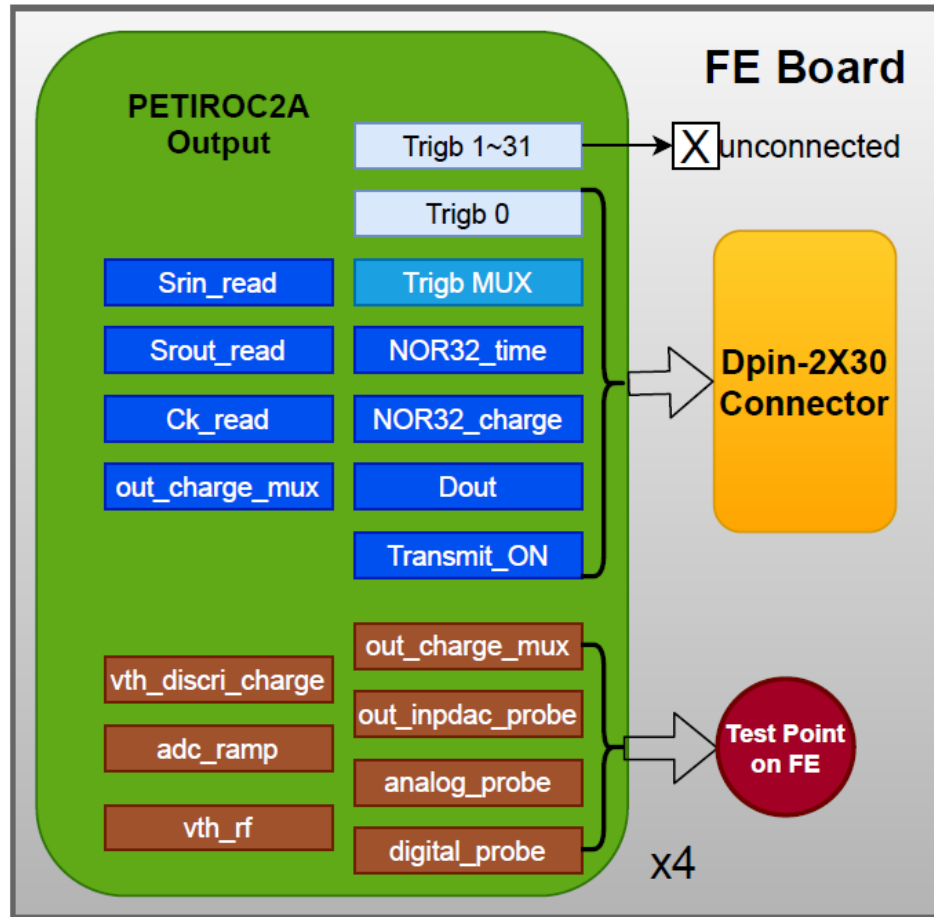 FE Board
PETIROC2A
Output
Trigb 1~31
X unconnected
Trigb 0
Srin_read
Trigb MUX
Srout_read
NOR32_time
Ck_read
NOR32_charge
out_charge_mux
Dout
Transmit_ON
Dpin-2X30
Connector
out_charge_mux
vth_discri_charge
out_inpdac_probe
adc_ramp
analog_probe
vth_rf
digital_probe
Test Point
on FE
x4